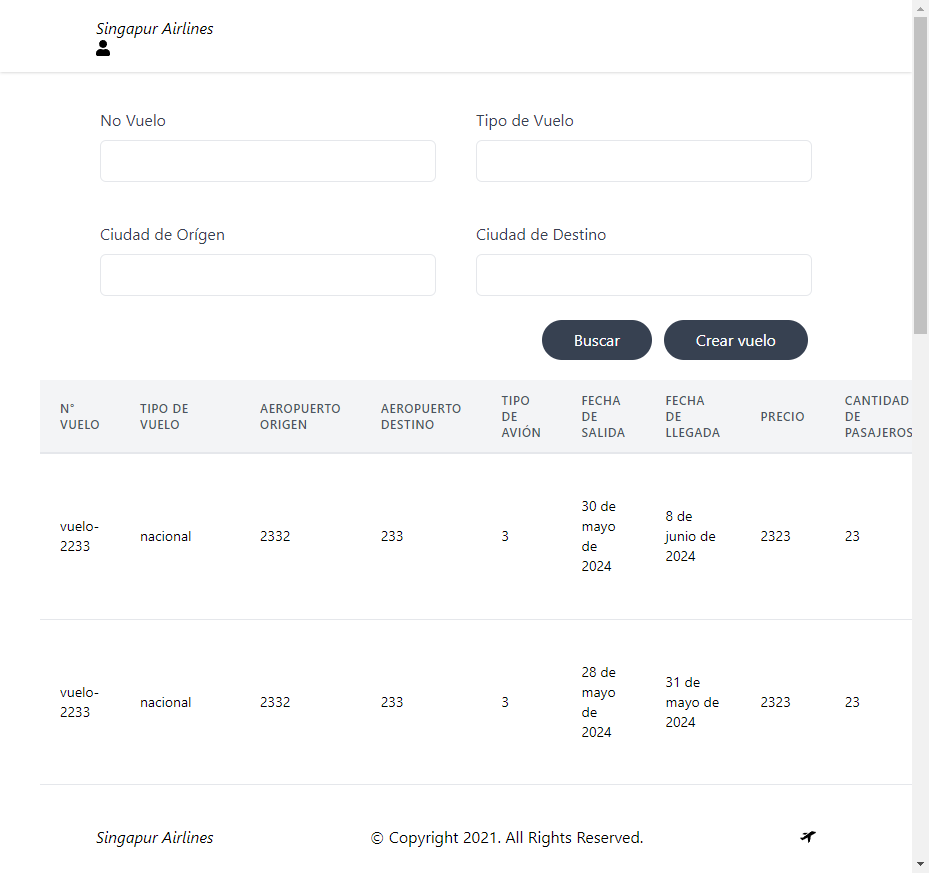 Singapur Airlines
No Vuelo
Tipo de Vuelo
Ciudad de Orígen
Ciudad de Destino
Buscar
Crear vuelo
N° VUELO
TIPO DE VUELO
AEROPUERTO ORIGEN
AEROPUERTO DESTINO
TIPO DE AVIÓN
FECHA DE SALIDA
FECHA DE LLEGADA
PRECIO
CANTIDAD DE PASAJEROS
vuelo-2233
nacional
2332
233
3
30 de mayo de 2024
8 de junio de 2024
2323
23
vuelo-2233
nacional
2332
233
3
28 de mayo de 2024
31 de mayo de 2024
2323
23
Singapur Airlines
© Copyright 2021. All Rights Reserved.